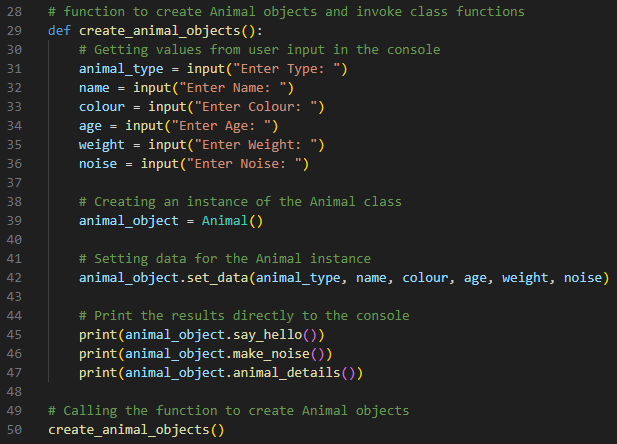 28 # function to create Animal objects and invoke class functions
29 def create_animal_objects():
30     # Getting values from user input in the console
31     animal_type = input("Enter Type: ")
32     name = input("Enter Name: ")
33     colour = input("Enter Colour: ")
34     age = input("Enter Age: ")
35     weight = input("Enter Weight: ")
36     noise = input("Enter Noise: ")
37
38     # Creating an instance of the Animal class
39     animal_object = Animal()
40
41     # Setting data for the Animal instance
42     animal_object.set_data(animal_type, name, colour, age, weight, noise)
43
44     # Print the results directly to the console
45     print(animal_object.say_hello())
46     print(animal_object.make_noise())
47     print(animal_object.animal_details())
48
49 # Calling the function to create Animal objects
50 create_animal_objects()